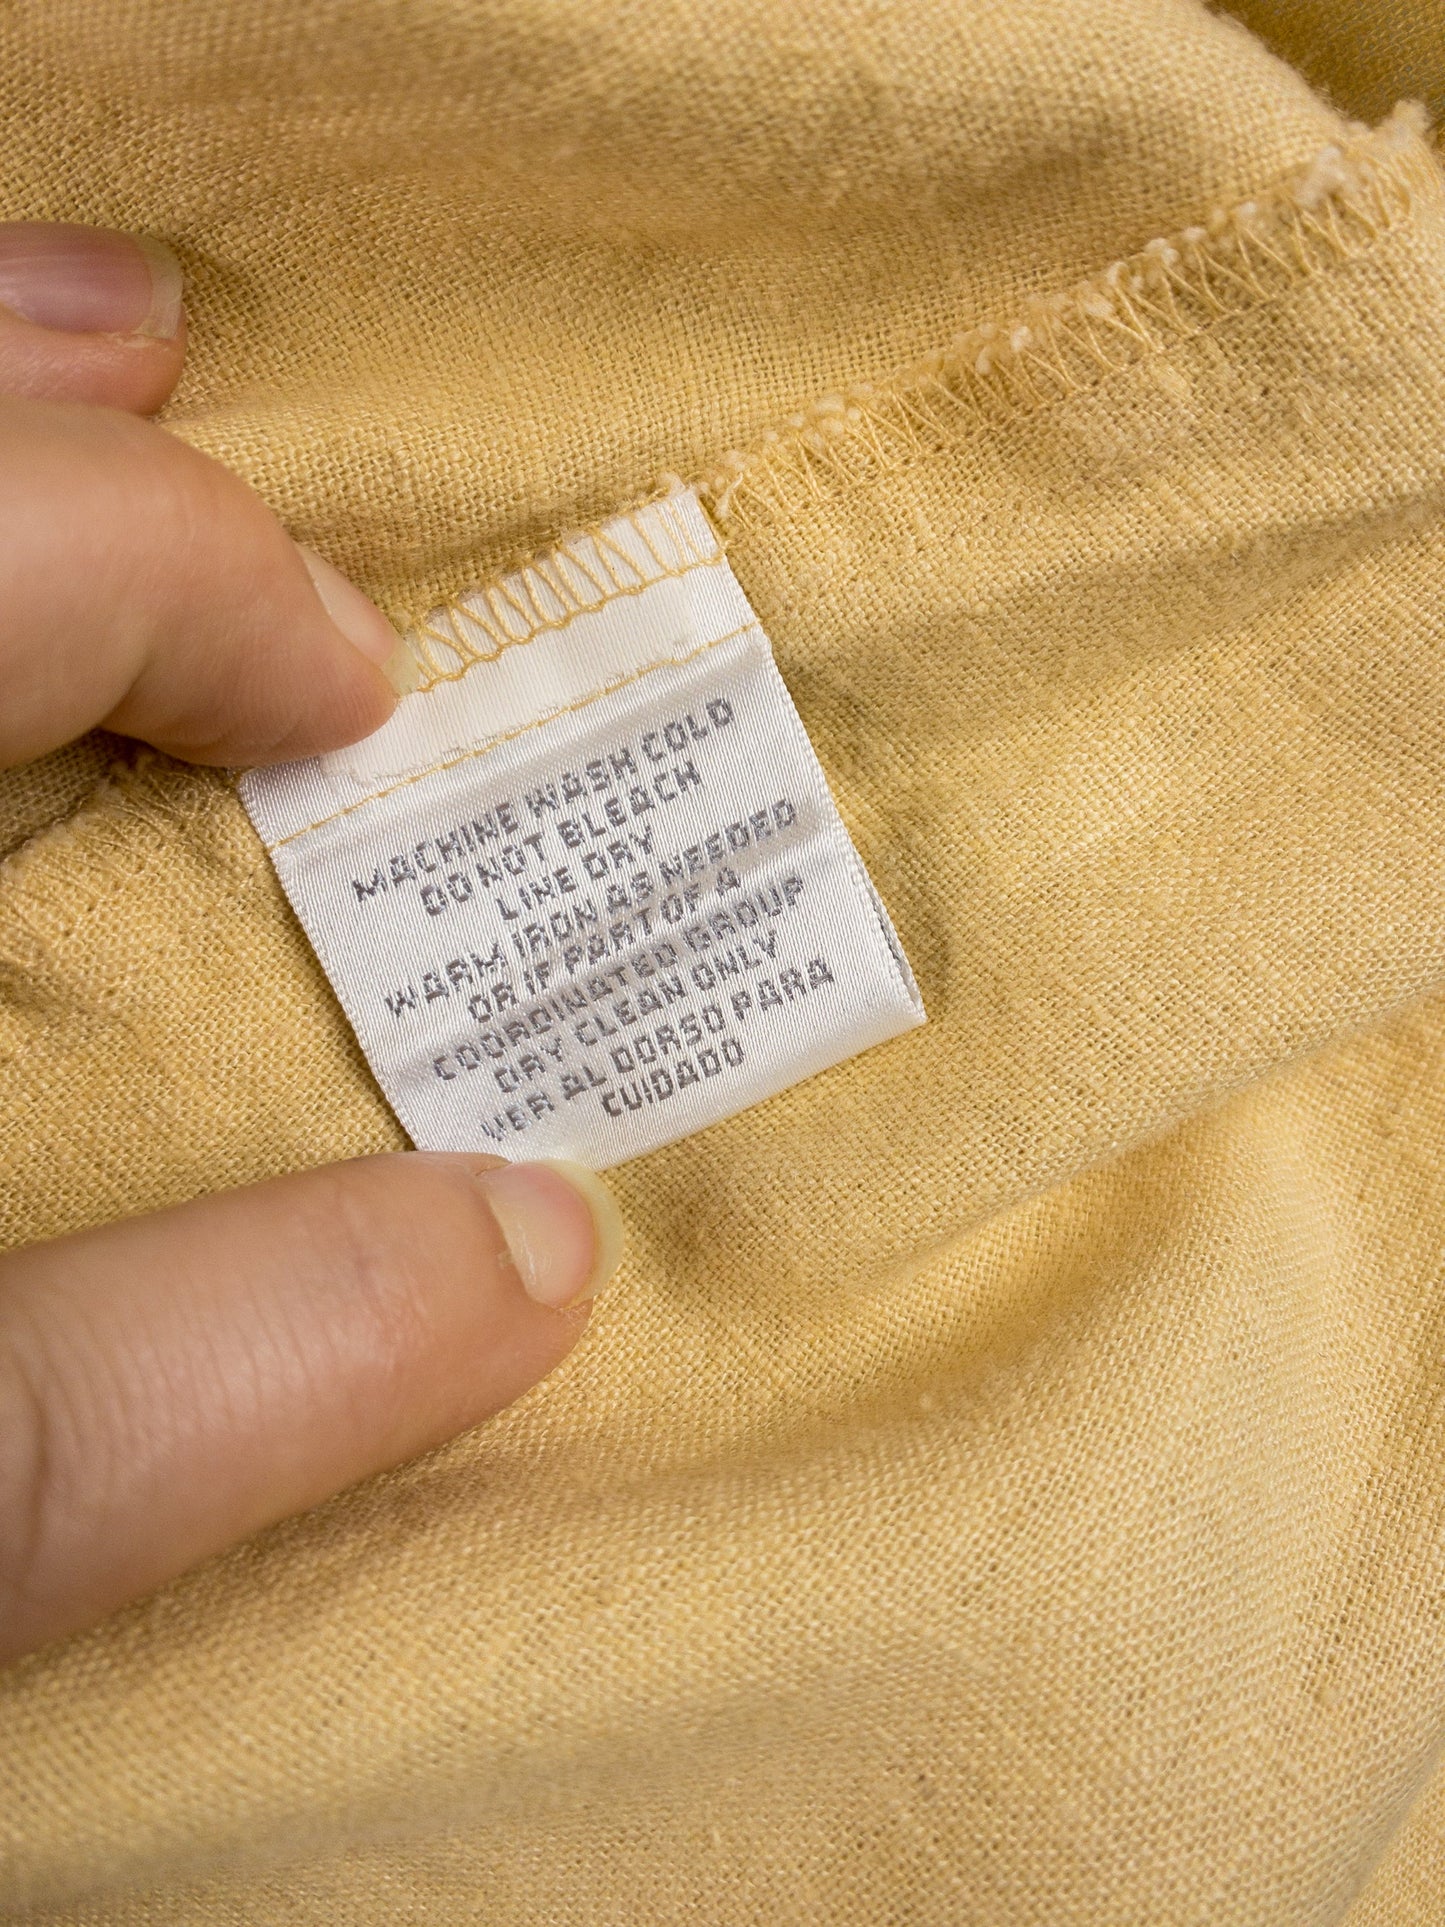 MACHINE WASH COLD
DO NOT BLEACH
LINE DRY
WARM IRON AS NEEDED
OR IF PART OF A
COORDINATED GROUP
DRY CLEAN ONLY
VER AL DORSO PARA
CUIDADO